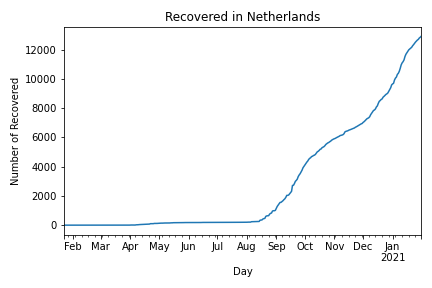 Recovered in Netherlands
Number of Recovered
12000
10000
8000
6000
4000
2000
0
Feb Mar Apr May Jun Jul Aug Sep Oct Nov Dec Jan
2021
Day